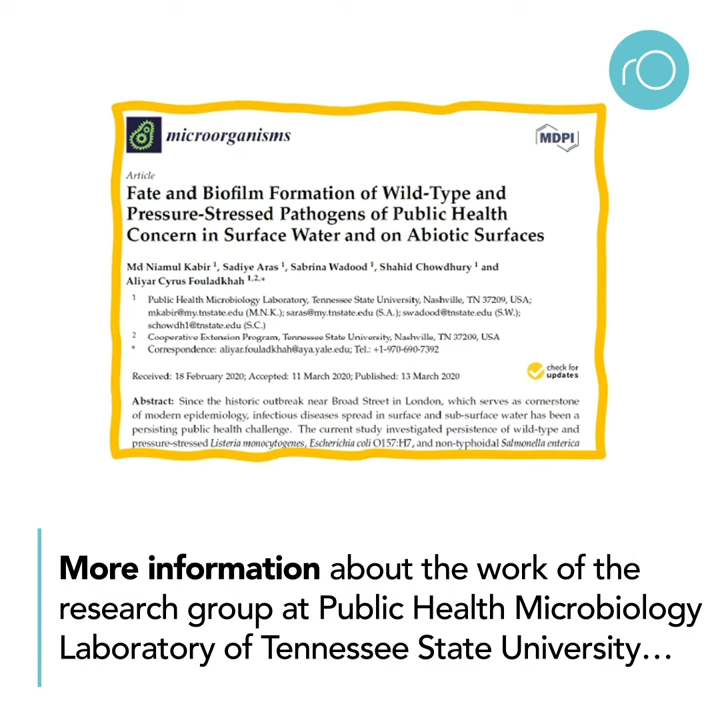 ro
microorganisms
MDPI
Article
Fate and Biofilm Formation of Wild-Type and
Pressure-Stressed Pathogens of Public Health
Concern in Surface Water and on Abiotic Surfaces
Md Niamul Kabir 1, Sadiye Aras 1, Sabrina Wadood 1, Shahid Chowdhury 1 and
Aliyar Cyrus Fouladkhah 1,2,*
1 Public Health Microbiology Laboratory, Tennessee State University, Nashville, TN 37209, USA;
mkabir@my.tnstate.edu (M.N.K.); saras@my.tnstate.edu (S.A.); swadood@tnstate.edu (S.W.);
schowdh1@tnstate.edu (S.C.)
2 Cooperative Extension Program, Tennessee State University, Nashville, TN 37209, USA
* Correspondence: aliyar.fouladkhah@aya.yale.edu; Tel.: +1-970-690-7392
Received: 18 February 2020; Accepted: 11 March 2020; Published: 13 March 2020
check for
updates
Abstract: Since the historic outbreak near Broad Street in London, which serves as cornerstone
of modern epidemiology, infectious diseases spread in surface and sub-surface water has been a
persisting public health challenge. The current study investigated persistence of wild-type and
pressure-stressed Listeria monocytogenes, Escherichia coli O157:H7, and non-typhoidal Salmonella enterica
More information about the work of the
research group at Public Health Microbiology
Laboratory of Tennessee State University…